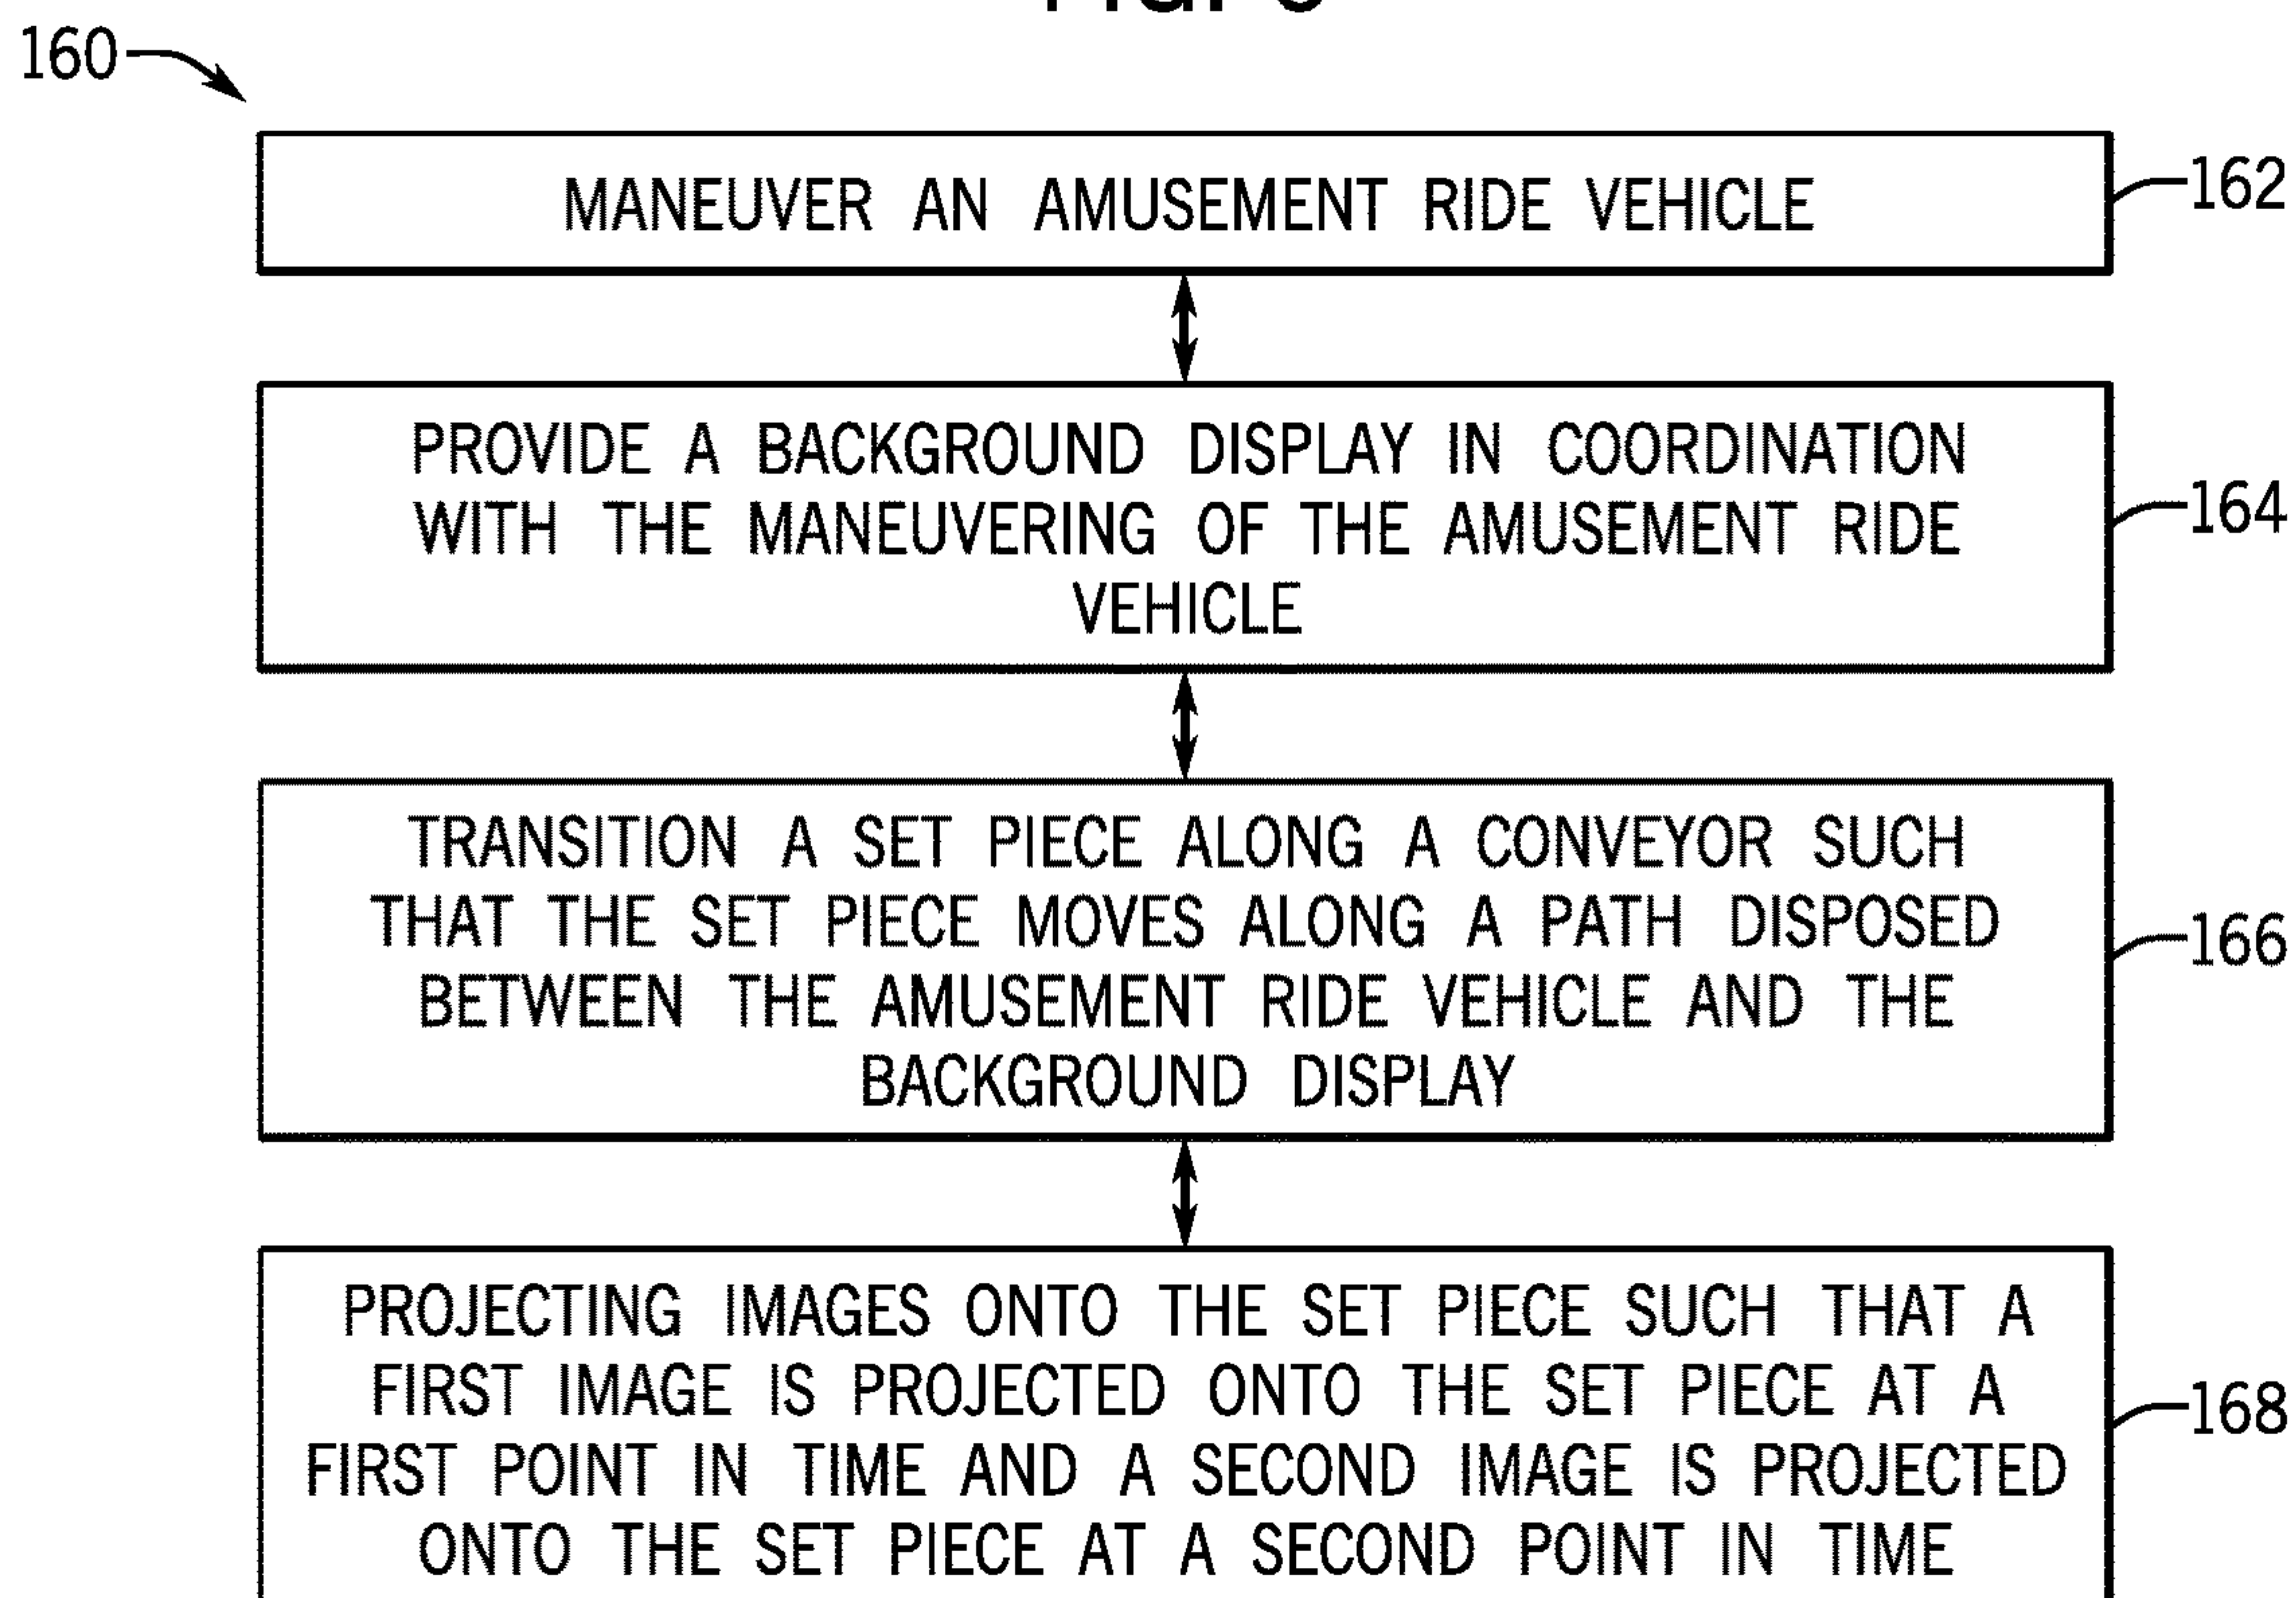 160
MANEUVER AN AMUSEMENT RIDE VEHICLE
162
PROVIDE A BACKGROUND DISPLAY IN COORDINATION
WITH THE MANEUVERING OF THE AMUSEMENT RIDE
VEHICLE
164
TRANSITION A SET PIECE ALONG A CONVEYOR SUCH
THAT THE SET PIECE MOVES ALONG A PATH DISPOSED
BETWEEN THE AMUSEMENT RIDE VEHICLE AND THE
BACKGROUND DISPLAY
166
PROJECTING IMAGES ONTO THE SET PIECE SUCH THAT A
FIRST IMAGE IS PROJECTED ONTO THE SET PIECE AT A
FIRST POINT IN TIME AND A SECOND IMAGE IS PROJECTED
ONTO THE SET PIECE AT A SECOND POINT IN TIME
168